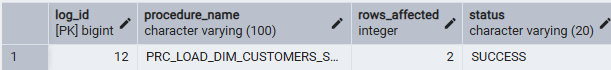 log_id procedure_name rows_affected status
[PK] bigint character varying (100) integer character varying (20)
1 12 PRC_LOAD_DIM_CUSTOMERS_S... 2 SUCCESS